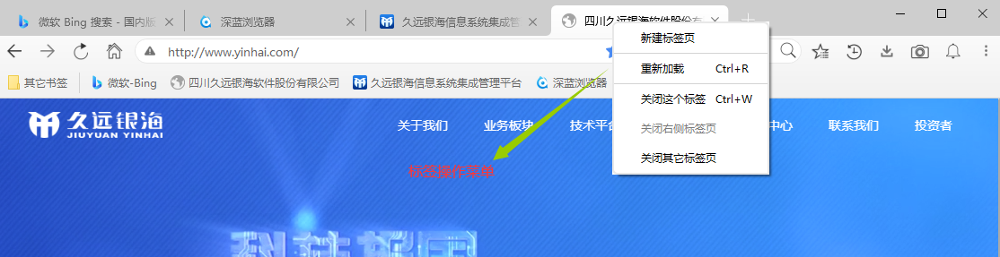 微软 Bing 搜索 - 国内版
深蓝浏览器
久远银海信息系统集成管
四川久远银海软件股份有
http://www.yinhai.com/
其它书签
微软-Bing
四川久远银海软件股份有限公司
久远银海信息系统集成管理平台
深蓝浏览器
新建标签页
重新加载 Ctrl+R
关闭这个标签 Ctrl+W
关闭右侧标签页
关闭其它标签页
久远银海
JIUYUAN YINHAI
关于我们
业务板块
技术平台
中心
联系我们
投资者
标签操作菜单